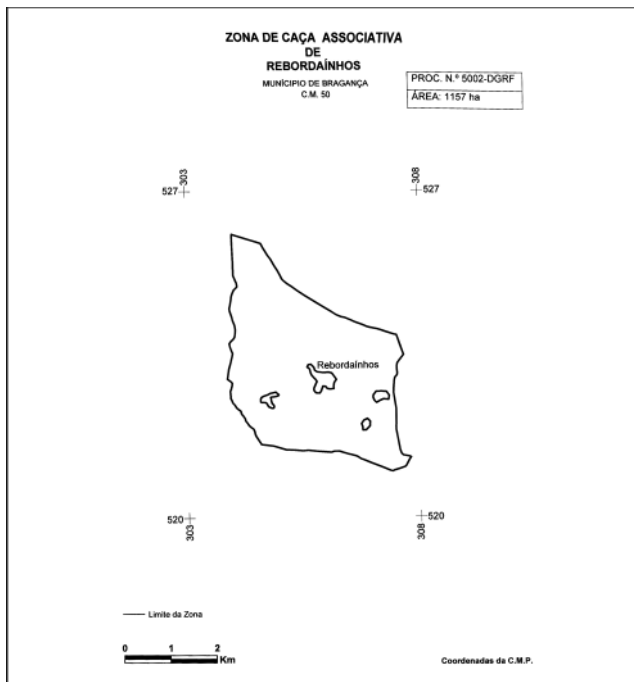 ZONA DE CAÇA ASSOCIATIVA
DE
REBORDAÍNHOS
MUNÍCIPIO DE BRAGANÇA
C.M. 50
PROC. N.º 5002-DGRF
ÁREA: 1157 ha
303
527
308
527
Rebordaínhos
520
303
520
308
Limite da Zona
0 1 2
Km
Coordenadas da C.M.P.